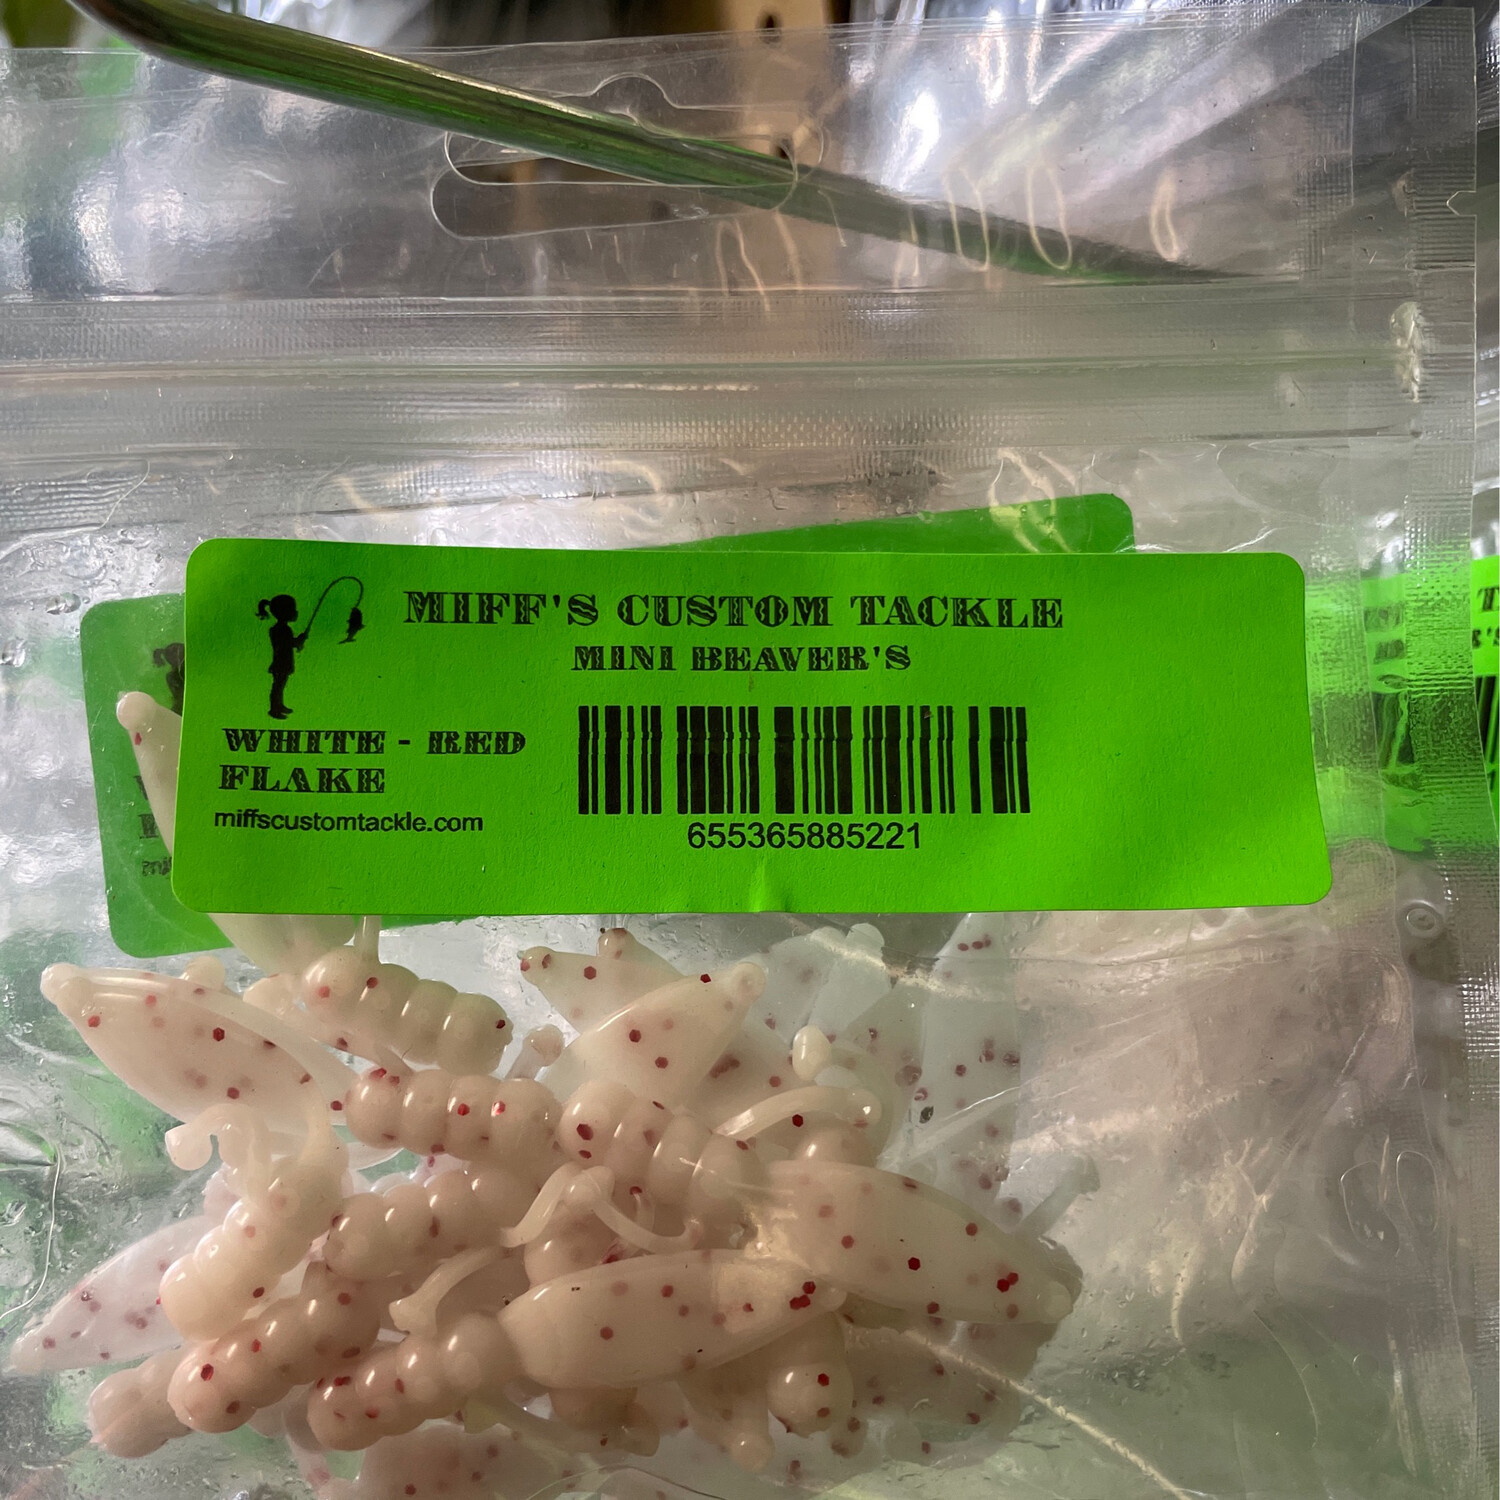 MIFF'S CUSTOM TACKLE
MINI BEAVER'S
WHITE - RED
FLAKE
miffscustomtackle.com
655365885221